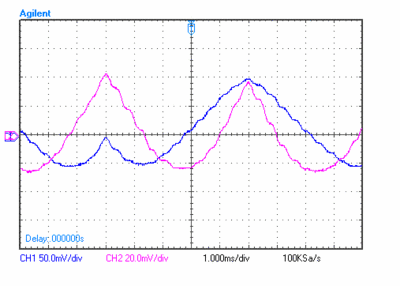 Agilent
Delay: 000000s
CH1 50.0mV/div CH2 20.0mV/div 1.000ms/div 100KSa/s